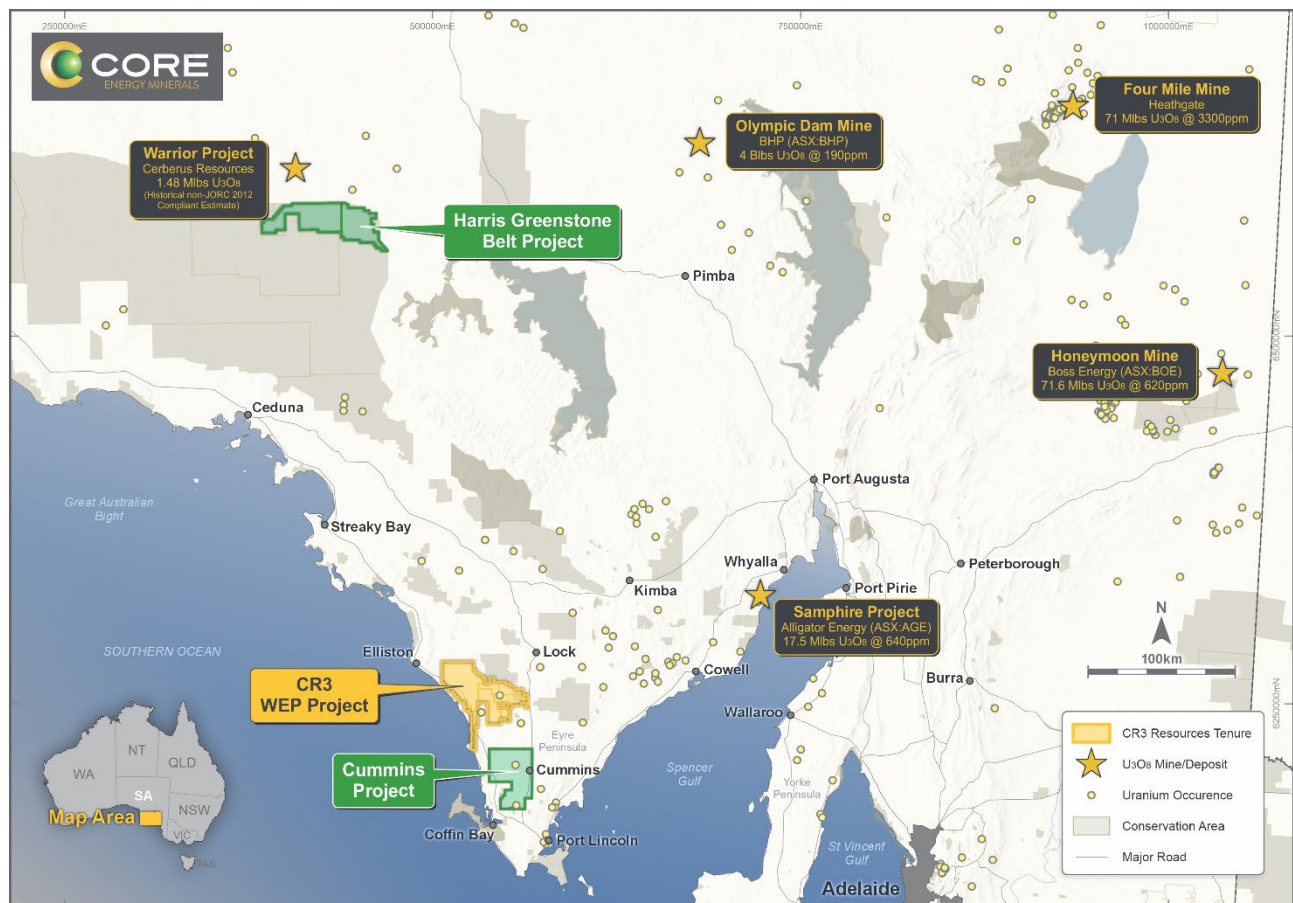 250000mE
500000mE
750000mE
1000000mE
CORE
ENERGY MINERALS
Four Mile Mine
Heathgate
71 Mlbs U₃O₈ @ 3300ppm
Olympic Dam Mine
BHP (ASX:BHP)
4 Blbs U₃O₈ @ 190ppm
Warrior Project
Cerberus Resources
1.48 Mlbs U₃O₈
(Historical non-JORC 2012
Compliant Estimate)
Harris Greenstone
Belt Project
Pimba
6500000mN
Honeymoon Mine
Boss Energy (ASX:BOE)
71.6 Mlbs U₃O₈ @ 620ppm
Ceduna
Port Augusta
Great Australian
Bight
Streaky Bay
Whyalla
Peterborough
Kimba
Port Pirie
Samphire Project
Alligator Energy (ASX:AGE)
17.5 Mlbs U₃O₈ @ 640ppm
N
100km
SOUTHERN OCEAN
Elliston
Lock
Cowell
Burra
CR3
WEP Project
Wallaroo
6250000mN
Eyre
Peninsula
Cummins
Project
Cummins
Spencer
Gulf
Yorke
Peninsula
Coffin Bay
Port Lincoln
St Vincent
Gulf
Adelaide
WA
NT
QLD
SA
NSW
VIC
TAS
Map Area
CR3 Resources Tenure
U₃O₈ Mine/Deposit
Uranium Occurence
Conservation Area
Major Road